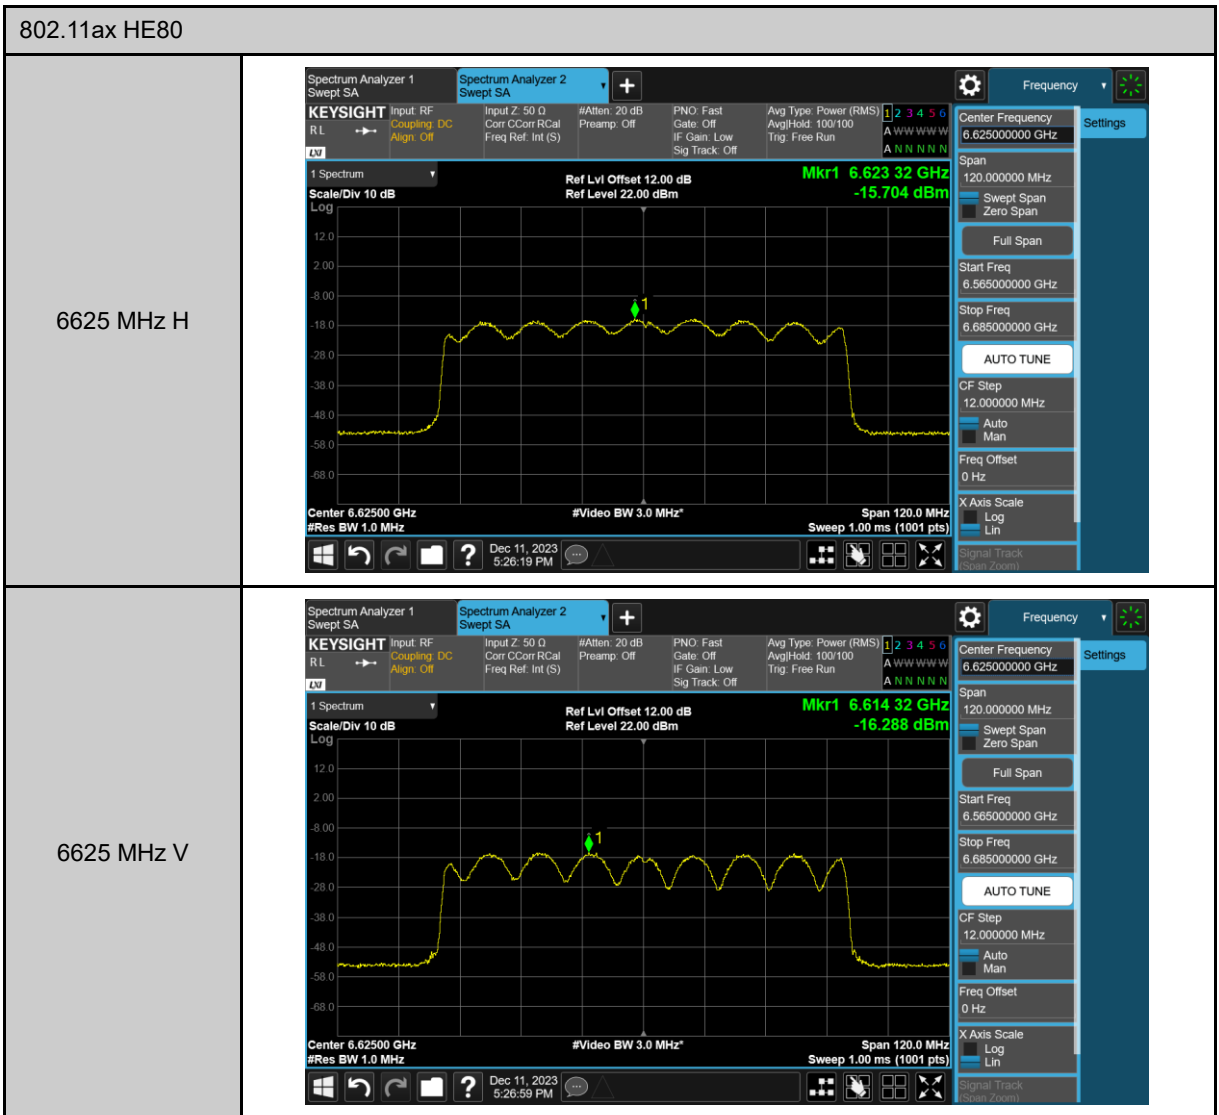 802.11ax HE80
6625 MHz H
Spectrum Analyzer 1
Swept SA
Spectrum Analyzer 2
Swept SA
Frequency
KEYSIGHT
RL
LXI
Input: RF
Coupling: DC
Align: Off
Input Z: 50 Ω
Corr CCorr RCal
Freq Ref: Int (S)
#Atten: 20 dB
Preamp: Off
PNO: Fast
Gate: Off
IF Gain: Low
Sig Track: Off
Avg Type: Power (RMS)
Avg|Hold: 100/100
Trig: Free Run
1 2 3 4 5 6
A W W W W W
A N N N N N
1 Spectrum
Scale/Div 10 dB
Log
Ref Lvl Offset 12.00 dB
Ref Level 22.00 dBm
Mkr1 6.623 32 GHz
-15.704 dBm
12.0
2.00
-8.00
-18.0
-28.0
-38.0
-48.0
-58.0
-68.0
1
Center 6.62500 GHz
#Res BW 1.0 MHz
#Video BW 3.0 MHz*
Span 120.0 MHz
Sweep 1.00 ms (1001 pts)
Dec 11, 2023
5:26:19 PM
Center Frequency
6.625000000 GHz
Settings
Span
120.000000 MHz
Swept Span
Zero Span
Full Span
Start Freq
6.565000000 GHz
Stop Freq
6.685000000 GHz
AUTO TUNE
CF Step
12.000000 MHz
Auto
Man
Freq Offset
0 Hz
X Axis Scale
Log
Lin
Signal Track
(Span Zoom)
6625 MHz V
Spectrum Analyzer 1
Swept SA
Spectrum Analyzer 2
Swept SA
Frequency
KEYSIGHT
RL
LXI
Input: RF
Coupling: DC
Align: Off
Input Z: 50 Ω
Corr CCorr RCal
Freq Ref: Int (S)
#Atten: 20 dB
Preamp: Off
PNO: Fast
Gate: Off
IF Gain: Low
Sig Track: Off
Avg Type: Power (RMS)
Avg|Hold: 100/100
Trig: Free Run
1 2 3 4 5 6
A W W W W W
A N N N N N
1 Spectrum
Scale/Div 10 dB
Log
Ref Lvl Offset 12.00 dB
Ref Level 22.00 dBm
Mkr1 6.614 32 GHz
-16.288 dBm
12.0
2.00
-8.00
-18.0
-28.0
-38.0
-48.0
-58.0
-68.0
1
Center 6.62500 GHz
#Res BW 1.0 MHz
#Video BW 3.0 MHz*
Span 120.0 MHz
Sweep 1.00 ms (1001 pts)
Dec 11, 2023
5:26:59 PM
Center Frequency
6.625000000 GHz
Settings
Span
120.000000 MHz
Swept Span
Zero Span
Full Span
Start Freq
6.565000000 GHz
Stop Freq
6.685000000 GHz
AUTO TUNE
CF Step
12.000000 MHz
Auto
Man
Freq Offset
0 Hz
X Axis Scale
Log
Lin
Signal Track
(Span Zoom)